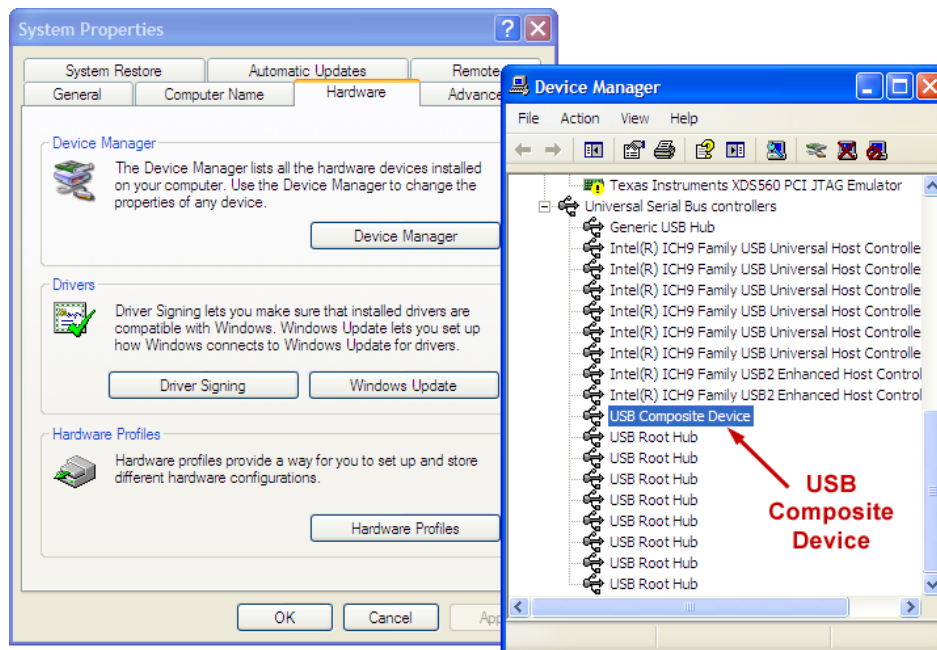 System Properties
System Restore
Automatic Updates
Remote
General
Computer Name
Hardware
Advance
Device Manager
The Device Manager lists all the hardware devices installed
on your computer. Use the Device Manager to change the
properties of any device.
Device Manager
Drivers
Driver Signing lets you make sure that installed drivers are
compatible with Windows. Windows Update lets you set up
how Windows connects to Windows Update for drivers.
Driver Signing
Windows Update
Hardware Profiles
Hardware profiles provide a way for you to set up and store
different hardware configurations.
Hardware Profiles
OK
Cancel
App
Device Manager
File Action View Help
Texas Instruments XDS560 PCI JTAG Emulator
Universal Serial Bus controllers
Generic USB Hub
Intel(R) ICH9 Family USB Universal Host Controlle
Intel(R) ICH9 Family USB Universal Host Controlle
Intel(R) ICH9 Family USB Universal Host Controlle
Intel(R) ICH9 Family USB Universal Host Controlle
Intel(R) ICH9 Family USB Universal Host Controlle
Intel(R) ICH9 Family USB Universal Host Controlle
Intel(R) ICH9 Family USB2 Enhanced Host Control
Intel(R) ICH9 Family USB2 Enhanced Host Control
USB Composite Device
USB Root Hub
USB Root Hub
USB Root Hub
USB Root Hub
USB Root Hub
USB Root Hub
USB Root Hub
USB Root Hub
USB
Composite
Device